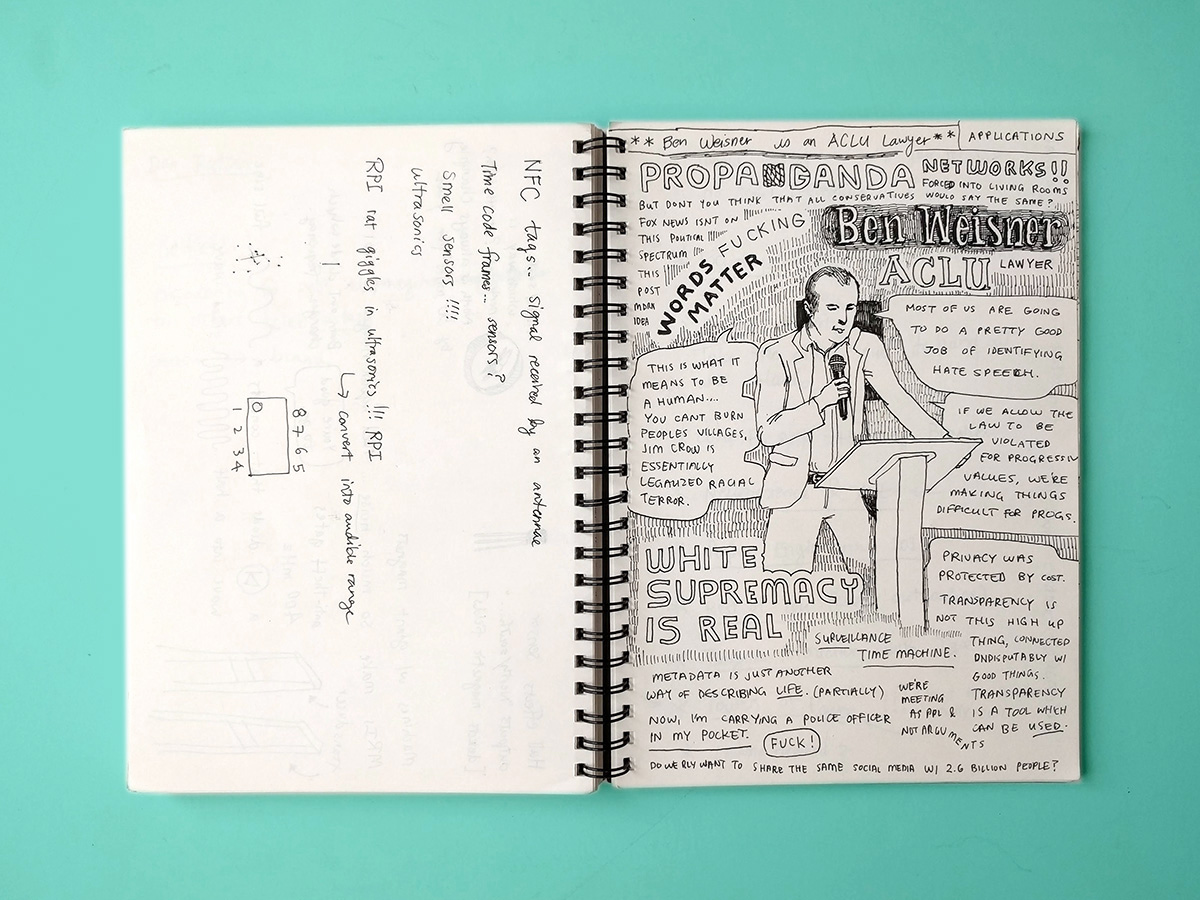 NFC tags... signal received by an antennae
Time code frames... sensors?
Smell sensors !!!!
ultrasonics
RPI rat giggles in ultrasonics !!! RPI
↳ convert into audible range
8 7 6 5
1 2 3 4
** Ben Weisner is an ACLU Lawyer **
APPLICATIONS
PROPAGANDA
NETWORKS!!
FORCED INTO LIVING ROOMS
BUT DONT YOU THINK THAT ALL CONSERVATIVES WOULD SAY THE SAME?
FOX NEWS ISNT ON
THIS POLITICAL
SPECTRUM
THIS
POST
IDEA
FUCKING
WORDS
MATTER
Ben Weisner
ACLU LAWYER
MOST OF US ARE GOING
TO DO A PRETTY GOOD
JOB OF IDENTIFYING
HATE SPEECH.
THIS IS WHAT IT
MEANS TO BE
A HUMAN....
YOU CANT BURN
PEOPLES VILLAGES,
JIM CROW IS
ESSENTIALLY
LEGALIZED RACIAL
TERROR.
IF WE ALLOW THE
LAW TO BE
VIOLATED
FOR PROGRESSIV
VALUES, WE'RE
MAKING THINGS
DIFFICULT FOR PROGS.
WHITE
SUPREMACY
IS REAL
PRIVACY WAS
PROTECTED BY COST.
TRANSPARENCY IS
NOT THIS HIGH UP
THING, CONNECTED
UNDISPUTABLY W/
GOOD THINGS.
TRANSPARENCY
IS A TOOL WHICH
CAN BE USED.
SURVEILLANCE
TIME MACHINE.
METADATA IS JUST ANOTHER
WAY OF DESCRIBING LIFE. (PARTIALLY)
NOW, I'M CARRYING A POLICE OFFICER
IN MY POCKET.
FUCK!
WE'RE
MEETING
AS PPL &
NOT ARGUMENTS
DO WE RLY WANT TO SHARE THE SAME SOCIAL MEDIA W/ 2.6 BILLION PEOPLE?